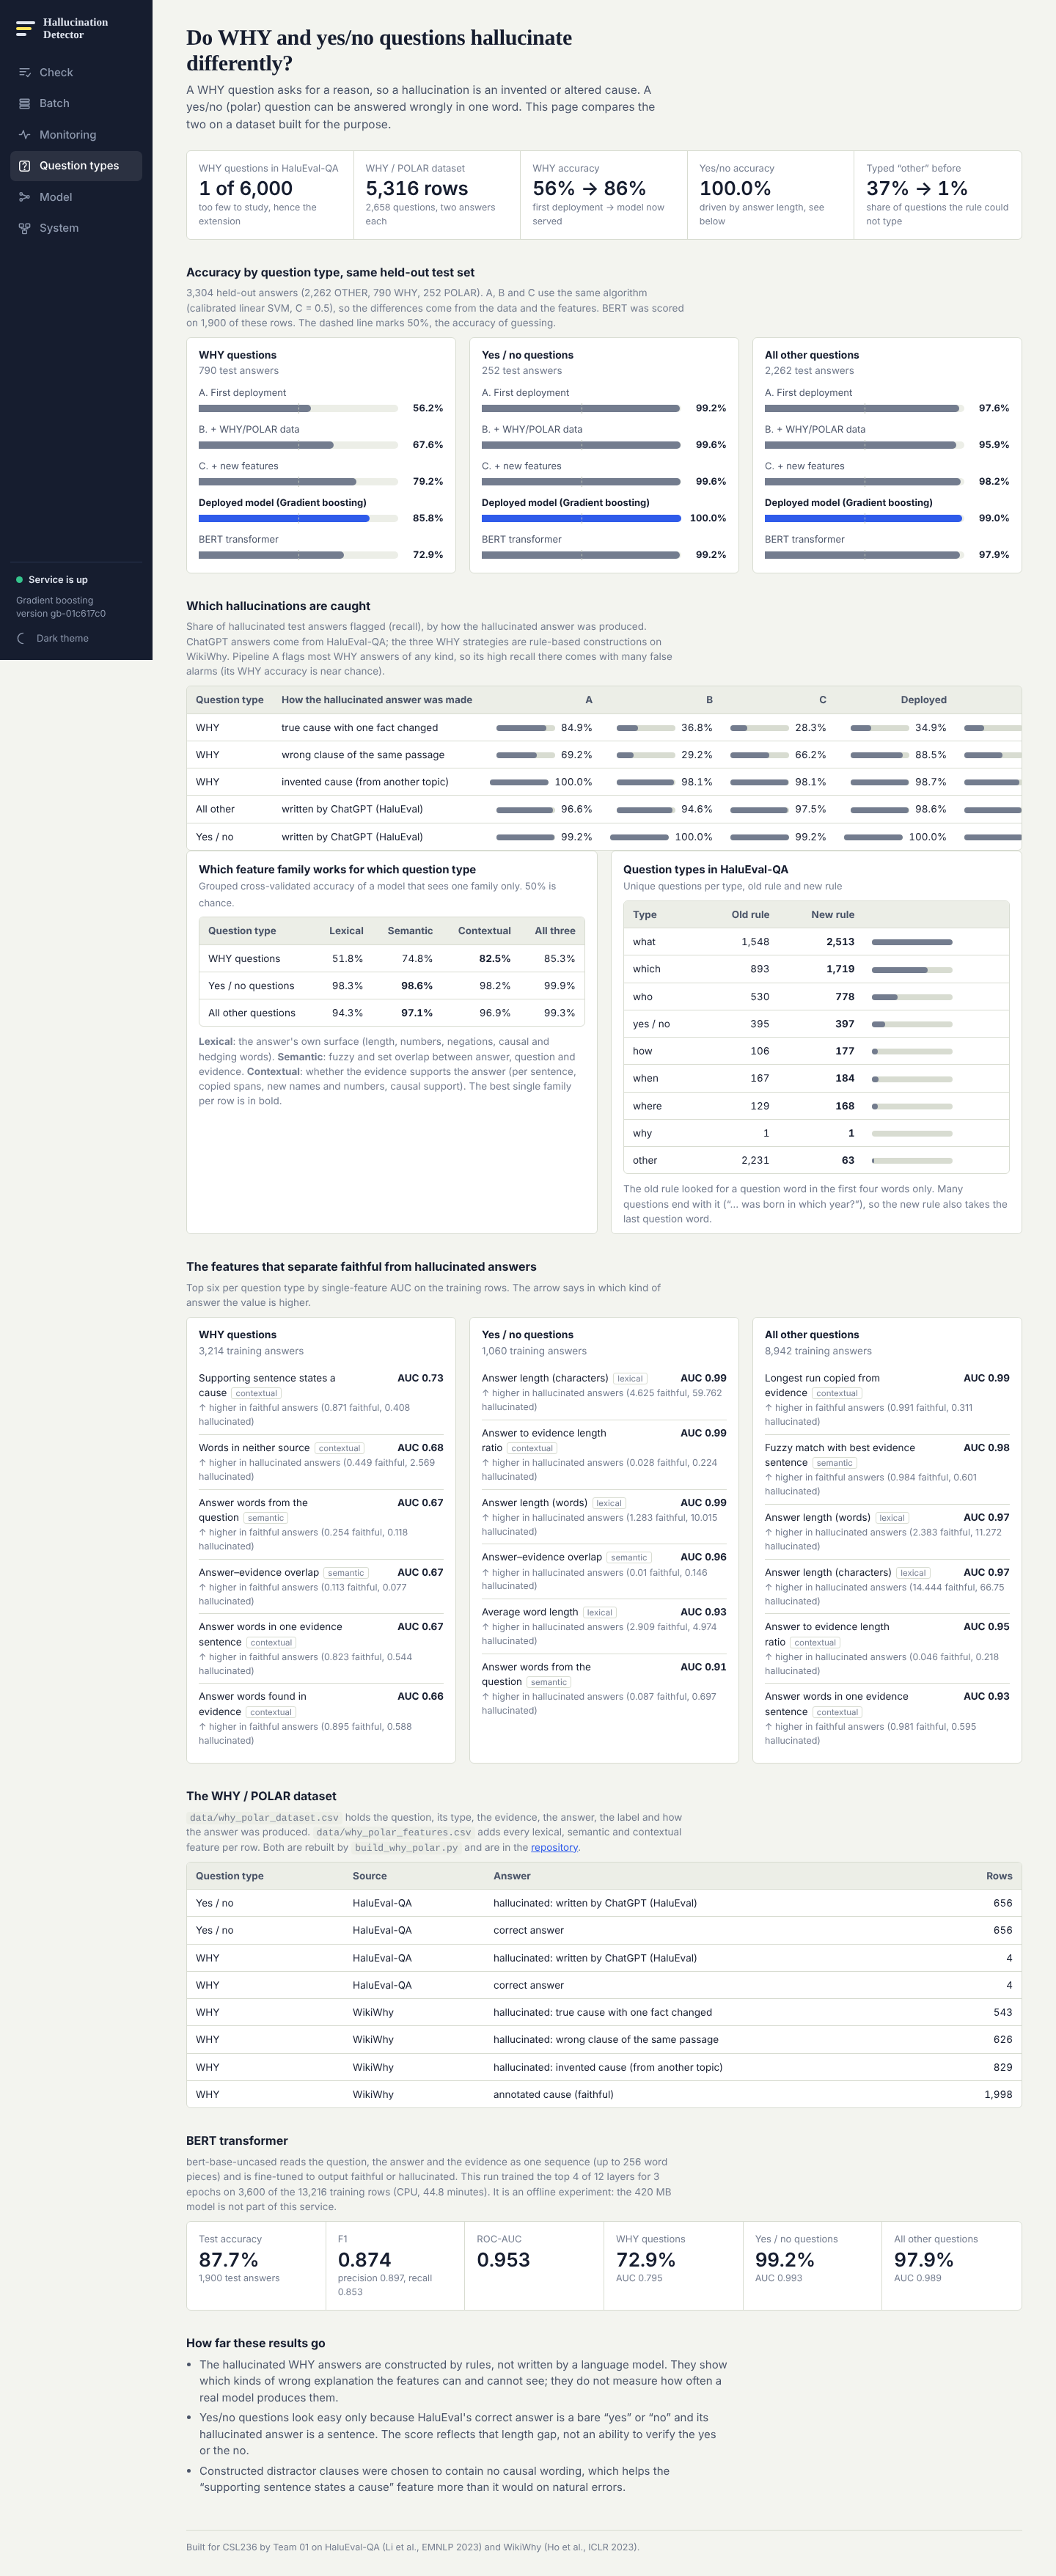 Hallucination
Detector
Check
Batch
Monitoring
Question types
Model
System
Service is up
Gradient boosting
version gb-01c617c0
Dark theme
Do WHY and yes/no questions hallucinate
differently?
A WHY question asks for a reason, so a hallucination is an invented or altered cause. A
yes/no (polar) question can be answered wrongly in one word. This page compares the
two on a dataset built for the purpose.
WHY questions in HaluEval-QA
1 of 6,000
too few to study, hence the
extension
WHY / POLAR dataset
5,316 rows
2,658 questions, two answers
each
WHY accuracy
56% → 86%
first deployment → model now
served
Yes/no accuracy
100.0%
driven by answer length, see
below
Typed “other” before
37% → 1%
share of questions the rule could
not type
Accuracy by question type, same held-out test set
3,304 held-out answers (2,262 OTHER, 790 WHY, 252 POLAR). A, B and C use the same algorithm
(calibrated linear SVM, C = 0.5), so the differences come from the data and the features. BERT was scored
on 1,900 of these rows. The dashed line marks 50%, the accuracy of guessing.
WHY questions
790 test answers
A. First deployment
56.2%
B. + WHY/POLAR data
67.6%
C. + new features
79.2%
Deployed model (Gradient boosting)
85.8%
BERT transformer
72.9%
Yes / no questions
252 test answers
A. First deployment
99.2%
B. + WHY/POLAR data
99.6%
C. + new features
99.6%
Deployed model (Gradient boosting)
100.0%
BERT transformer
99.2%
All other questions
2,262 test answers
A. First deployment
97.6%
B. + WHY/POLAR data
95.9%
C. + new features
98.2%
Deployed model (Gradient boosting)
99.0%
BERT transformer
97.9%
Which hallucinations are caught
Share of hallucinated test answers flagged (recall), by how the hallucinated answer was produced.
ChatGPT answers come from HaluEval-QA; the three WHY strategies are rule-based constructions on
WikiWhy. Pipeline A flags most WHY answers of any kind, so its high recall there comes with many false
alarms (its WHY accuracy is near chance).
Question type How the hallucinated answer was made A B C Deployed
WHY true cause with one fact changed 84.9% 36.8% 28.3% 34.9%
WHY wrong clause of the same passage 69.2% 29.2% 66.2% 88.5%
WHY invented cause (from another topic) 100.0% 98.1% 98.1% 98.7%
All other written by ChatGPT (HaluEval) 96.6% 94.6% 97.5% 98.6%
Yes / no written by ChatGPT (HaluEval) 99.2% 100.0% 99.2% 100.0%
Which feature family works for which question type
Grouped cross-validated accuracy of a model that sees one family only. 50% is
chance.
Question type Lexical Semantic Contextual All three
WHY questions 51.8% 74.8% 82.5% 85.3%
Yes / no questions 98.3% 98.6% 98.2% 99.9%
All other questions 94.3% 97.1% 96.9% 99.3%
Lexical: the answer's own surface (length, numbers, negations, causal and
hedging words). Semantic: fuzzy and set overlap between answer, question and
evidence. Contextual: whether the evidence supports the answer (per sentence,
copied spans, new names and numbers, causal support). The best single family
per row is in bold.
Question types in HaluEval-QA
Unique questions per type, old rule and new rule
Type Old rule New rule
what 1,548 2,513
which 893 1,719
who 530 778
yes / no 395 397
how 106 177
when 167 184
where 129 168
why 1 1
other 2,231 63
The old rule looked for a question word in the first four words only. Many
questions end with it (“... was born in which year?”), so the new rule also takes the
last question word.
The features that separate faithful from hallucinated answers
Top six per question type by single-feature AUC on the training rows. The arrow says in which kind of
answer the value is higher.
WHY questions
3,214 training answers
Supporting sentence states a AUC 0.73
cause contextual
↑ higher in faithful answers (0.871 faithful, 0.408
hallucinated)
Words in neither source contextual AUC 0.68
↑ higher in hallucinated answers (0.449 faithful, 2.569
hallucinated)
Answer words from the AUC 0.67
question semantic
↑ higher in faithful answers (0.254 faithful, 0.118
hallucinated)
Answer–evidence overlap semantic AUC 0.67
↑ higher in faithful answers (0.113 faithful, 0.077
hallucinated)
Answer words in one evidence AUC 0.67
sentence contextual
↑ higher in faithful answers (0.823 faithful, 0.544
hallucinated)
Answer words found in AUC 0.66
evidence contextual
↑ higher in faithful answers (0.895 faithful, 0.588
hallucinated)
Yes / no questions
1,060 training answers
Answer length (characters) lexical AUC 0.99
↑ higher in hallucinated answers (4.625 faithful, 59.762
hallucinated)
Answer to evidence length AUC 0.99
ratio contextual
↑ higher in hallucinated answers (0.028 faithful, 0.224
hallucinated)
Answer length (words) lexical AUC 0.99
↑ higher in hallucinated answers (1.283 faithful, 10.015
hallucinated)
Answer–evidence overlap semantic AUC 0.96
↑ higher in hallucinated answers (0.01 faithful, 0.146
hallucinated)
Average word length lexical AUC 0.93
↑ higher in hallucinated answers (2.909 faithful, 4.974
hallucinated)
Answer words from the AUC 0.91
question semantic
↑ higher in hallucinated answers (0.087 faithful, 0.697
hallucinated)
All other questions
8,942 training answers
Longest run copied from AUC 0.99
evidence contextual
↑ higher in faithful answers (0.991 faithful, 0.311
hallucinated)
Fuzzy match with best evidence AUC 0.98
sentence semantic
↑ higher in faithful answers (0.984 faithful, 0.601
hallucinated)
Answer length (words) lexical AUC 0.97
↑ higher in hallucinated answers (2.383 faithful, 11.272
hallucinated)
Answer length (characters) lexical AUC 0.97
↑ higher in hallucinated answers (14.444 faithful, 66.75
hallucinated)
Answer to evidence length AUC 0.95
ratio contextual
↑ higher in hallucinated answers (0.046 faithful, 0.218
hallucinated)
Answer words in one evidence AUC 0.93
sentence contextual
↑ higher in faithful answers (0.981 faithful, 0.595
hallucinated)
The WHY / POLAR dataset
data/why_polar_dataset.csv holds the question, its type, the evidence, the answer, the label and how
the answer was produced. data/why_polar_features.csv adds every lexical, semantic and contextual
feature per row. Both are rebuilt by build_why_polar.py and are in the repository.
Question type Source Answer Rows
Yes / no HaluEval-QA hallucinated: written by ChatGPT (HaluEval) 656
Yes / no HaluEval-QA correct answer 656
WHY HaluEval-QA hallucinated: written by ChatGPT (HaluEval) 4
WHY HaluEval-QA correct answer 4
WHY WikiWhy hallucinated: true cause with one fact changed 543
WHY WikiWhy hallucinated: wrong clause of the same passage 626
WHY WikiWhy hallucinated: invented cause (from another topic) 829
WHY WikiWhy annotated cause (faithful) 1,998
BERT transformer
bert-base-uncased reads the question, the answer and the evidence as one sequence (up to 256 word
pieces) and is fine-tuned to output faithful or hallucinated. This run trained the top 4 of 12 layers for 3
epochs on 3,600 of the 13,216 training rows (CPU, 44.8 minutes). It is an offline experiment: the 420 MB
model is not part of this service.
Test accuracy
87.7%
1,900 test answers
F1
0.874
precision 0.897, recall
0.853
ROC-AUC
0.953
WHY questions
72.9%
AUC 0.795
Yes / no questions
99.2%
AUC 0.993
All other questions
97.9%
AUC 0.989
How far these results go
• The hallucinated WHY answers are constructed by rules, not written by a language model. They show
which kinds of wrong explanation the features can and cannot see; they do not measure how often a
real model produces them.
• Yes/no questions look easy only because HaluEval's correct answer is a bare “yes” or “no” and its
hallucinated answer is a sentence. The score reflects that length gap, not an ability to verify the yes
or the no.
• Constructed distractor clauses were chosen to contain no causal wording, which helps the
“supporting sentence states a cause” feature more than it would on natural errors.
Built for CSL236 by Team 01 on HaluEval-QA (Li et al., EMNLP 2023) and WikiWhy (Ho et al., ICLR 2023).